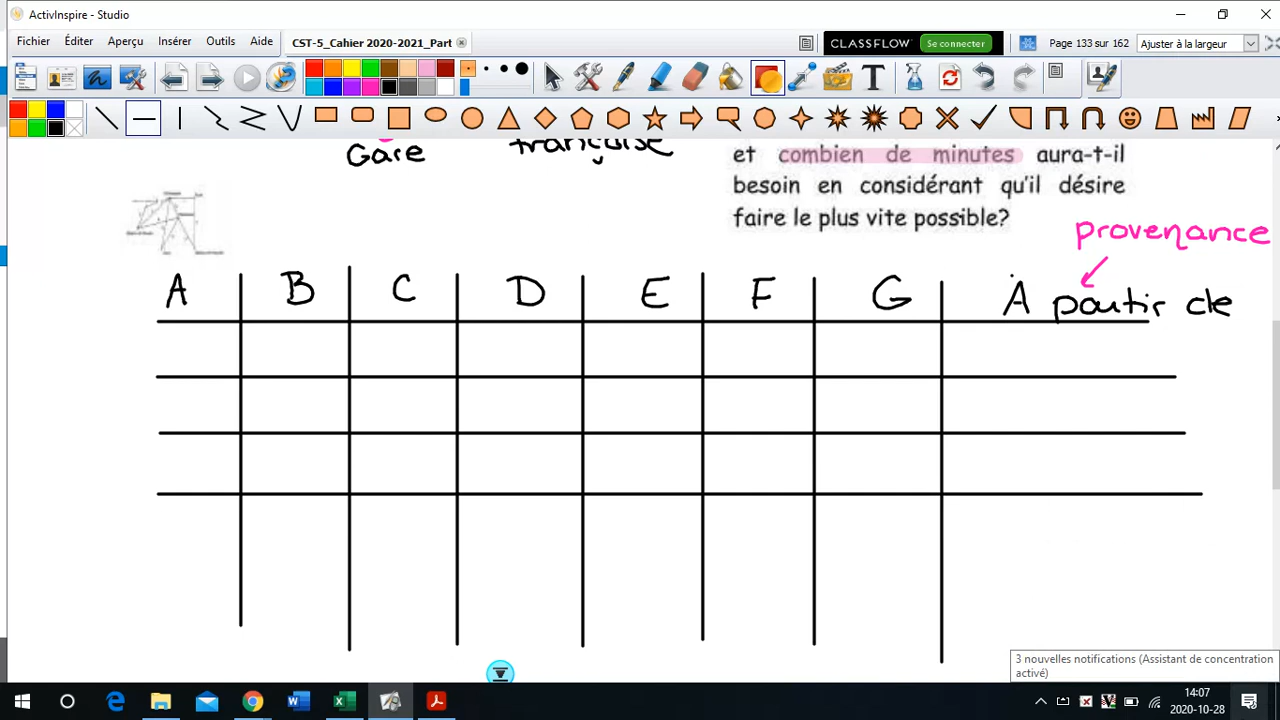 ActivInspire - Studio
Fichier Éditer Aperçu Insérer Outils Aide CST-5_Cahier 2020-2021_Part CLASSFLOW Se connecter Page 133 sur 162 Ajuster à la largeur
Gare française
et combien de minutes aura-t-il
besoin en considérant qu'il désire
faire le plus vite possible?
provenance
A B C D E F G À partir de
3 nouvelles notifications (Assistant de concentration
activé)
14:07
2020-10-28